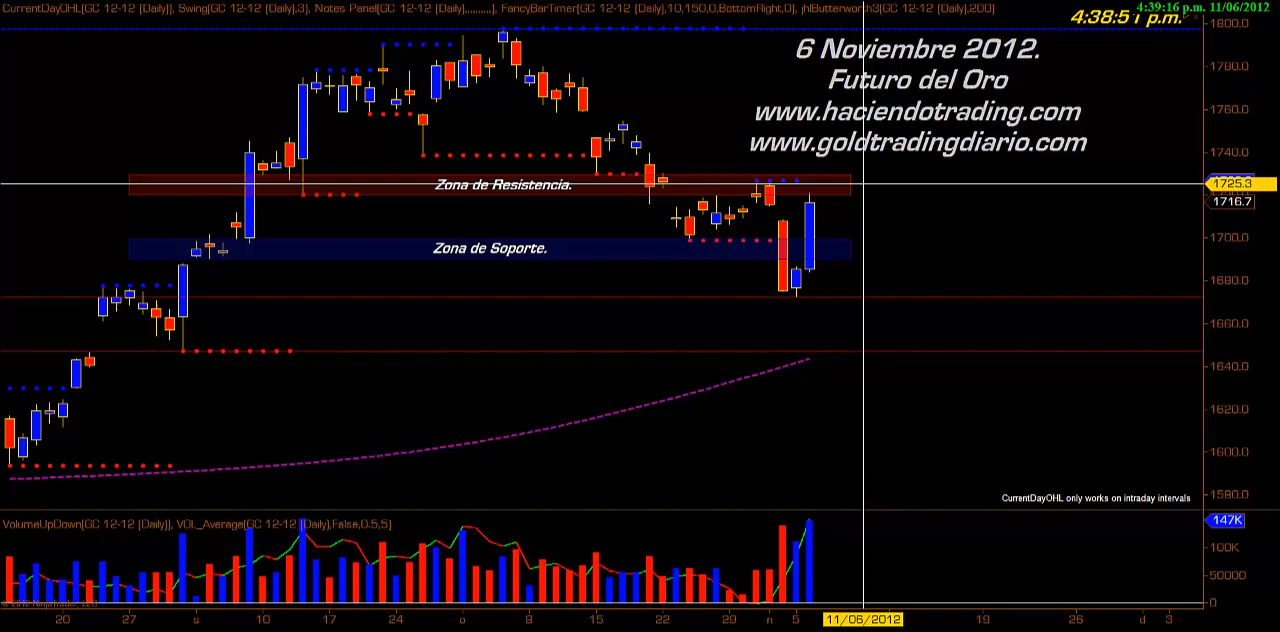 CurrentDayOHL(GC 12-12 (Daily)), Swing(GC 12-12 (Daily),3), Notes Panel(GC 12-12 (Daily),,,,,,,,,,), FancyBarTimer(GC 12-12 (Daily),10,150,0,BottomRight,0), jhlButterworth3(GC 12-12 (Daily),200)
4:39:16 p.m. 11/06/2012
6 Noviembre 2012.
Futuro del Oro
www.haciendotrading.com
www.goldtradingdiario.com
Zona de Resistencia.
Zona de Soporte.
1800.0
1780.0
1760.0
1740.0
1725.3
1716.7
1700.0
1680.0
1660.0
1640.0
1620.0
1600.0
1580.0
CurrentDayOHL only works on intraday intervals
VolumeUpDown(GC 12-12 (Daily)), VOL_Average(GC 12-12 (Daily),False,0.5,5)
147K
100K
50000
0
© 2012 NinjaTrader, LLC
20 27 s 10 17 24 o 8 15 22 29 n 5 11/06/2012 19 26 d 3